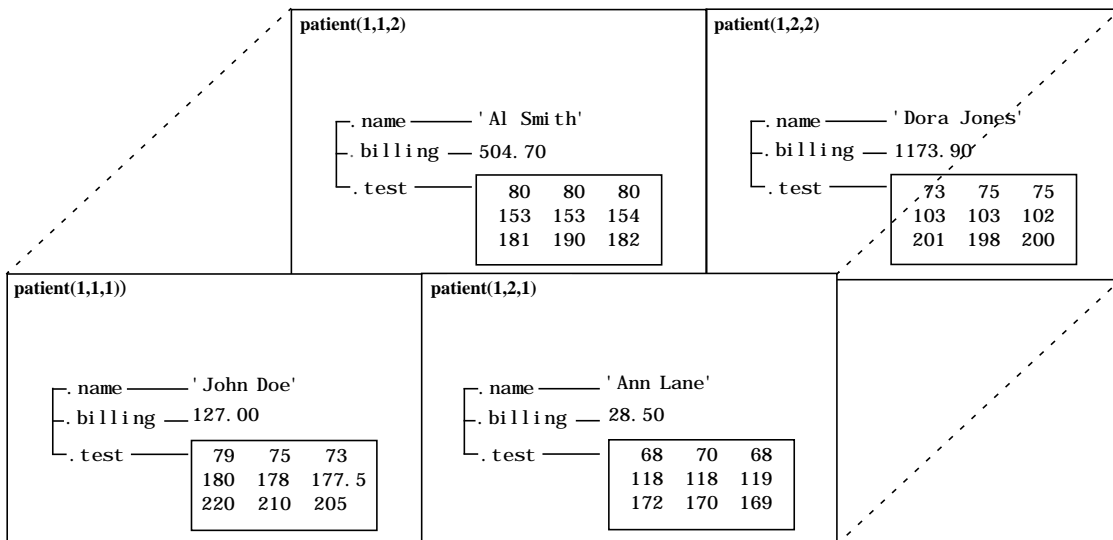 patient(1,1,2)
.name 'Al Smith'
.billing 504.70
.test
80 80 80
153 153 154
181 190 182
patient(1,2,2)
.name 'Dora Jones'
.billing 1173.90
.test
73 75 75
103 103 102
201 198 200
patient(1,1,1))
.name 'John Doe'
.billing 127.00
.test
79 75 73
180 178 177.5
220 210 205
patient(1,2,1)
.name 'Ann Lane'
.billing 28.50
.test
68 70 68
118 118 119
172 170 169